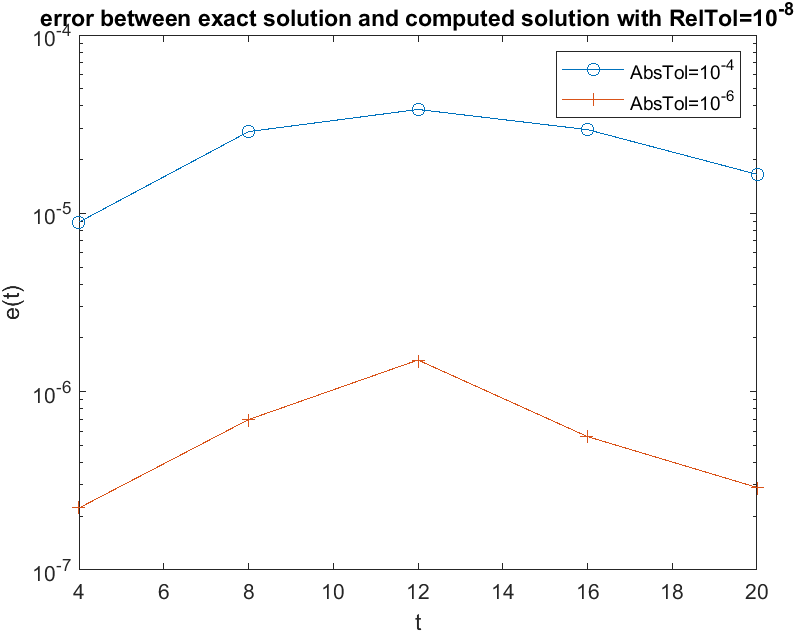 error between exact solution and computed solution with RelTol=10^-8
10^-4
AbsTol=10^-4
AbsTol=10^-6
10^-5
e(t)
10^-6
10^-7
4 6 8 10 12 14 16 18 20
t